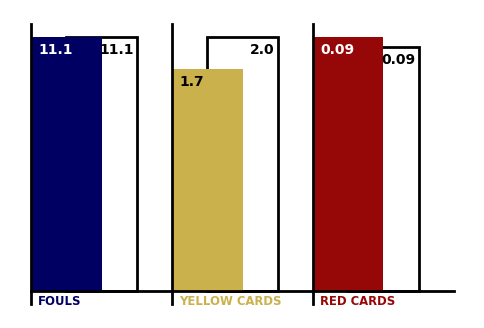 11.1
11.1
2.0
1.7
0.09
0.09
FOULS
YELLOW CARDS
RED CARDS